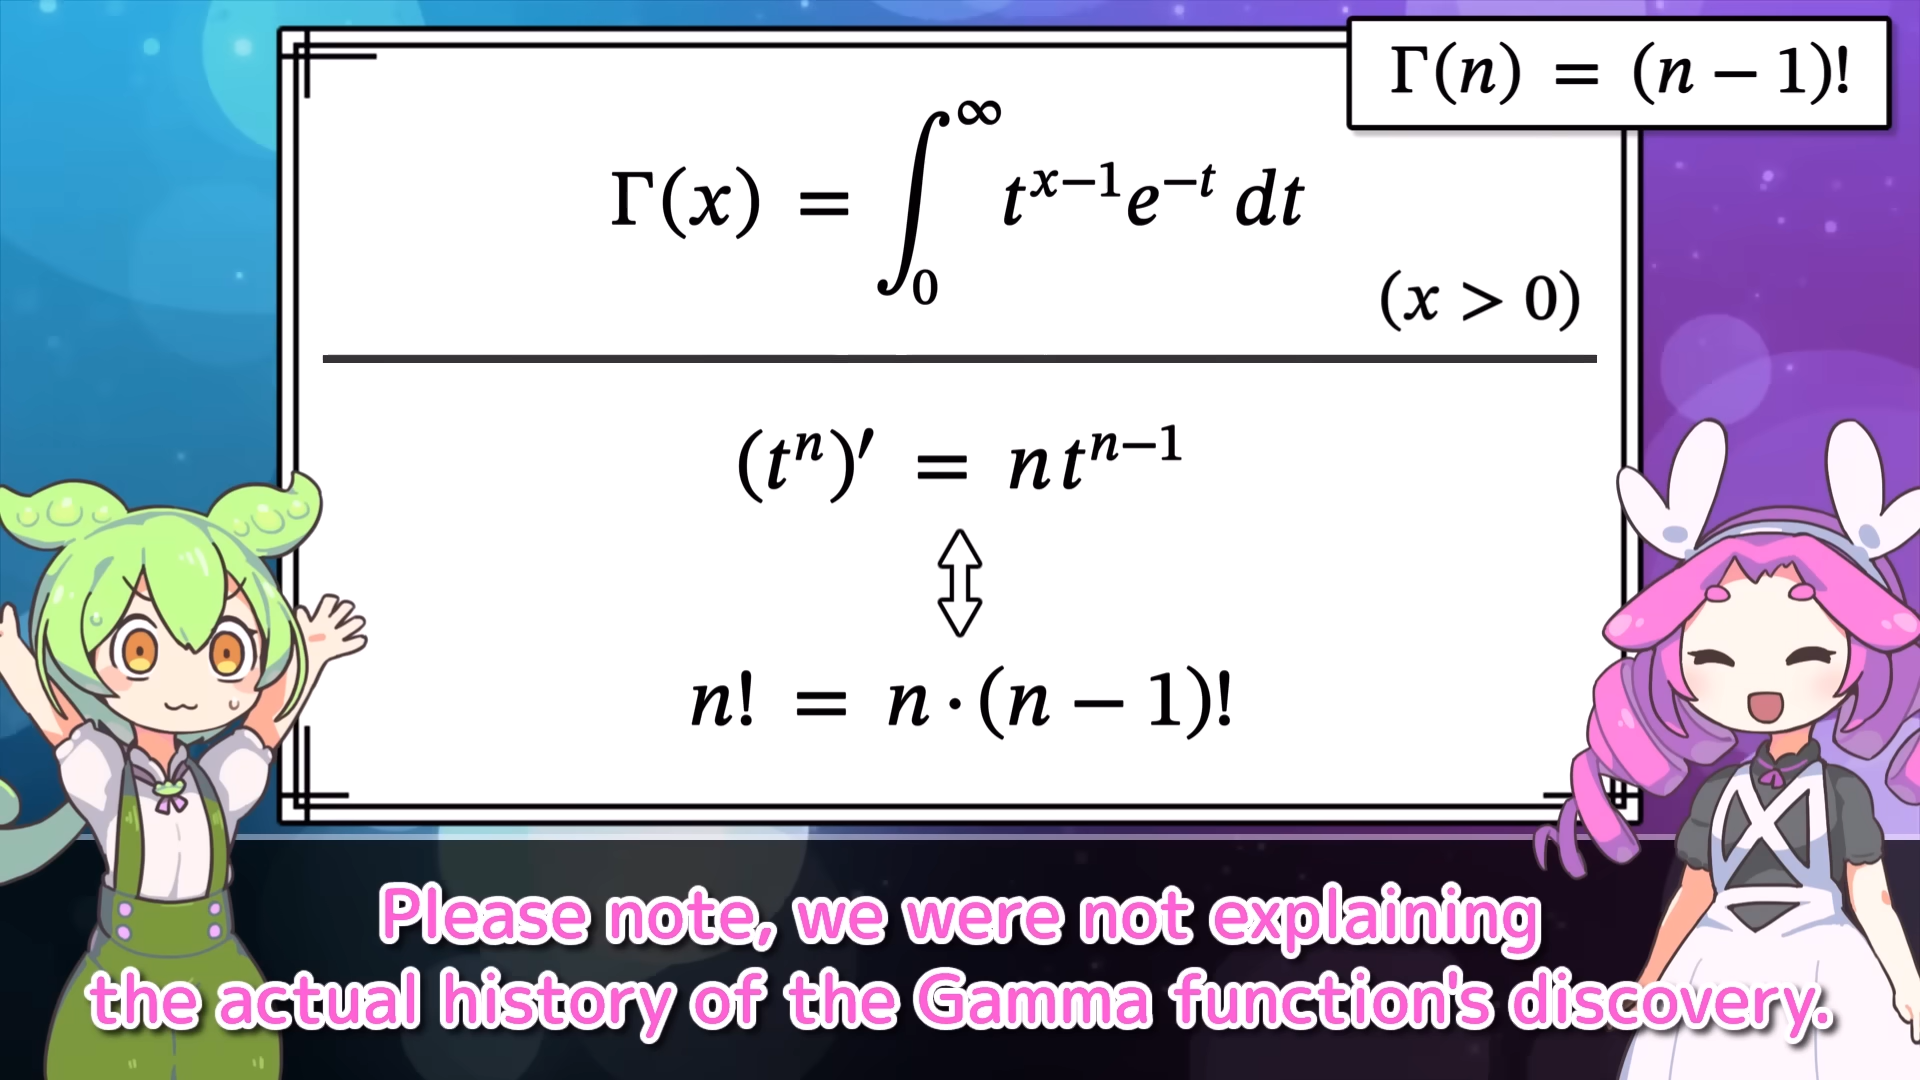 Γ(n) = (n − 1)!
Γ(x) = ∫₀^∞ t^{x−1}e^{−t} dt
(x > 0)
(tⁿ)′ = nt^{n−1}
⇕
n! = n·(n − 1)!
Please note, we were not explaining
the actual history of the Gamma function's discovery.